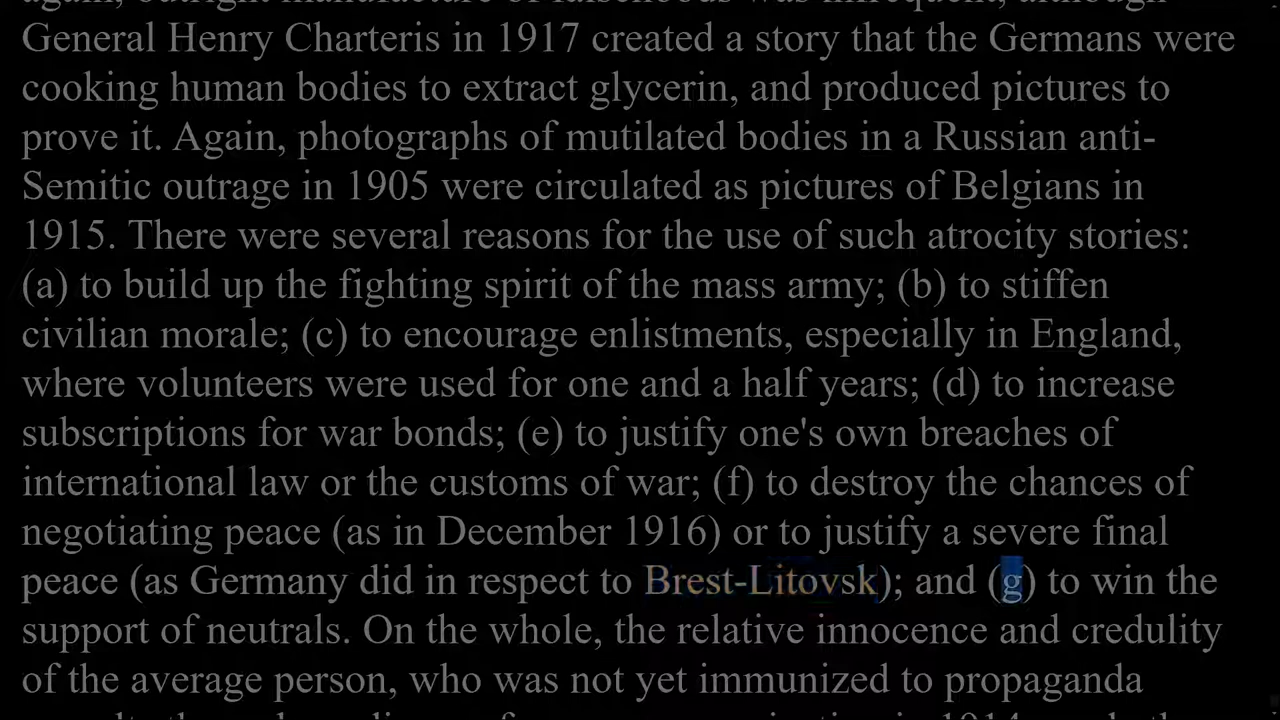 again, outright manufacture of falsehoods was infrequent, although
General Henry Charteris in 1917 created a story that the Germans were
cooking human bodies to extract glycerin, and produced pictures to
prove it. Again, photographs of mutilated bodies in a Russian anti-
Semitic outrage in 1905 were circulated as pictures of Belgians in
1915. There were several reasons for the use of such atrocity stories:
(a) to build up the fighting spirit of the mass army; (b) to stiffen
civilian morale; (c) to encourage enlistments, especially in England,
where volunteers were used for one and a half years; (d) to increase
subscriptions for war bonds; (e) to justify one's own breaches of
international law or the customs of war; (f) to destroy the chances of
negotiating peace (as in December 1916) or to justify a severe final
peace (as Germany did in respect to Brest-Litovsk); and (g) to win the
support of neutrals. On the whole, the relative innocence and credulity
of the average person, who was not yet immunized to propaganda